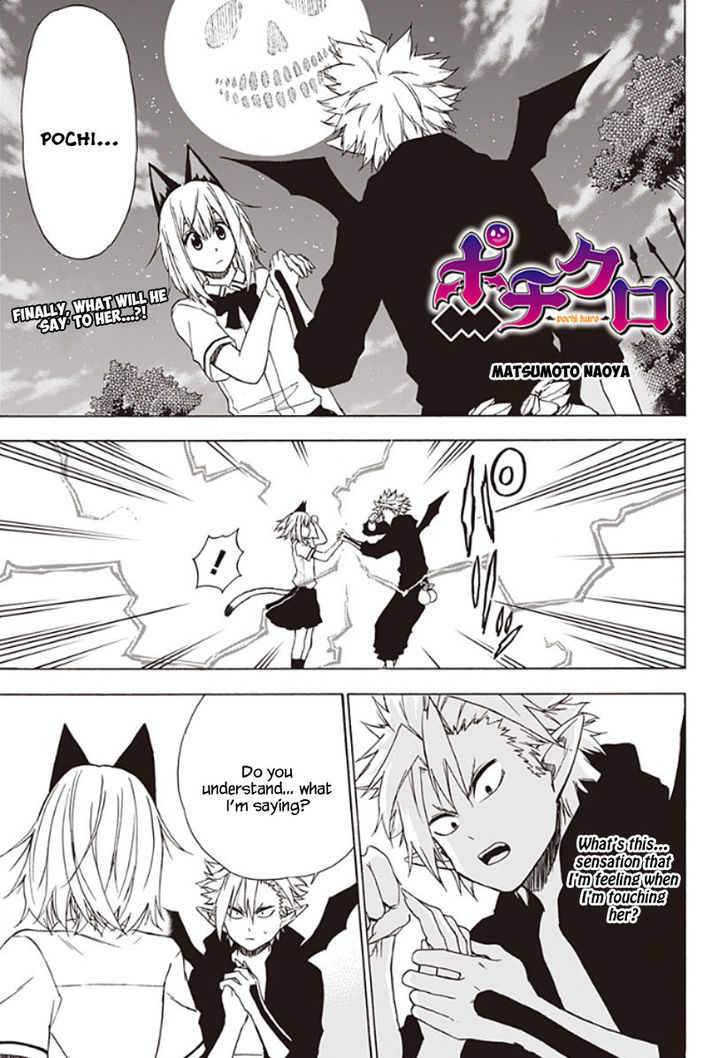 POCHI...
FINALLY, WHAT WILL HE
SAY TO HER...?!
ポチクロ
pochi kuro
MATSUMOTO NAOYA
!
What's this...
sensation that
I'm feeling when
I'm touching
her?
Do you
understand... what
I'm saying?